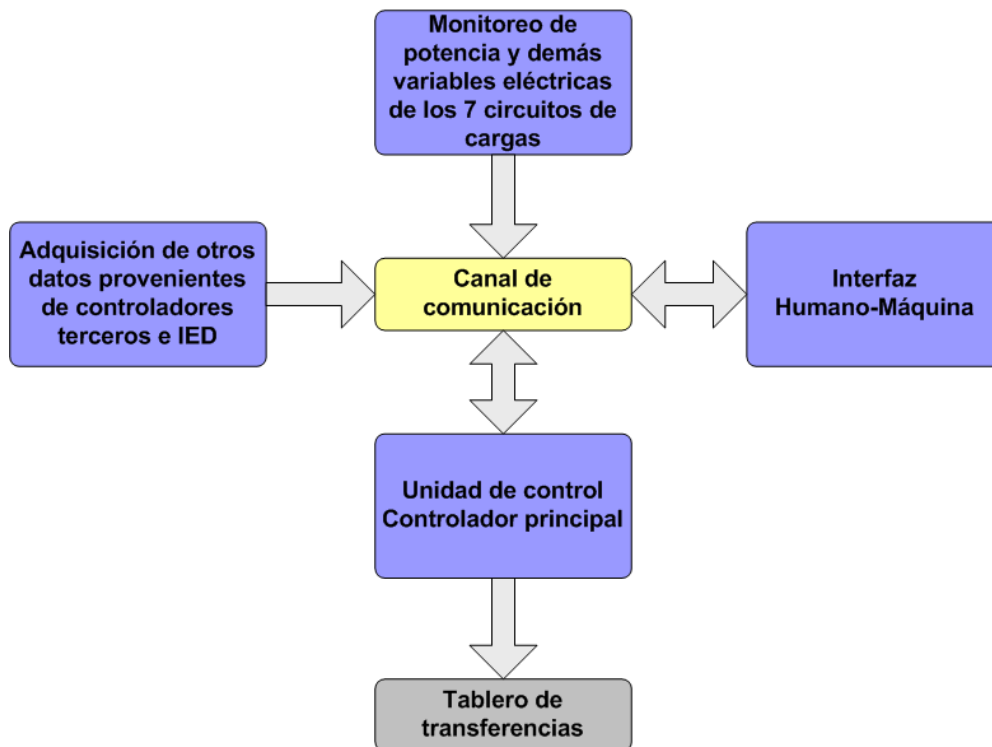 Monitoreo de
potencia y demás
variables eléctricas
de los 7 circuitos de
cargas
Adquisición de otros
datos provenientes
de controladores
terceros e IED
Canal de
comunicación
Interfaz
Humano-Máquina
Unidad de control
Controlador principal
Tablero de
transferencias